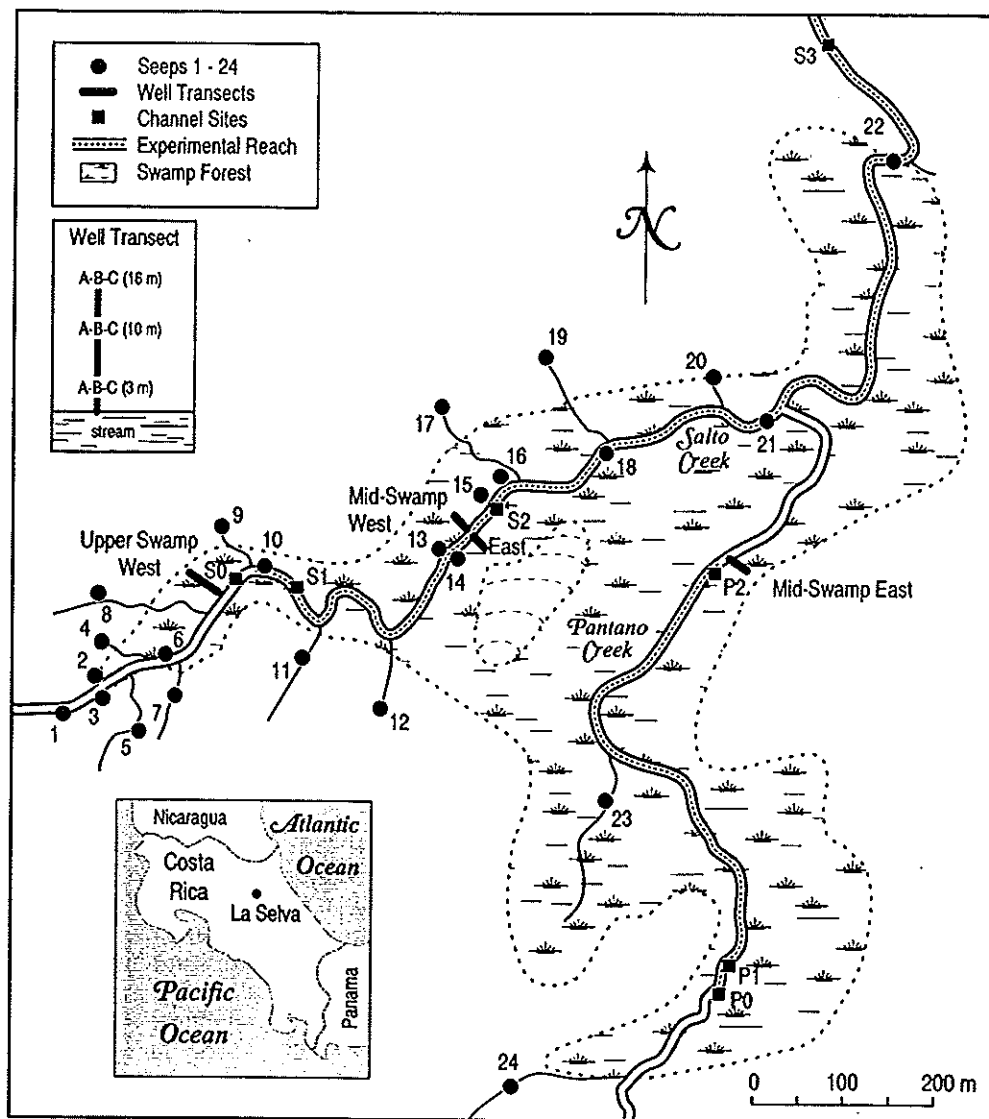 Seeps 1 - 24
Well Transects
Channel Sites
Experimental Reach
Swamp Forest
Well Transect
A-B-C (16 m)
A-B-C (10 m)
A-B-C (3 m)
stream
N
S3
22
19
20
17
16
15
18
Salto
Creek
21
Mid-Swamp
West
S2
East
13
14
9
10
Upper Swamp
West
S0
S1
P2
Mid-Swamp East
8
4
6
2
Pantano
Creek
11
12
1
3
7
5
23
Nicaragua
Atlantic
Ocean
Costa
Rica
La Selva
Panama
Pacific
Ocean
P1
P0
24
0 100 200 m